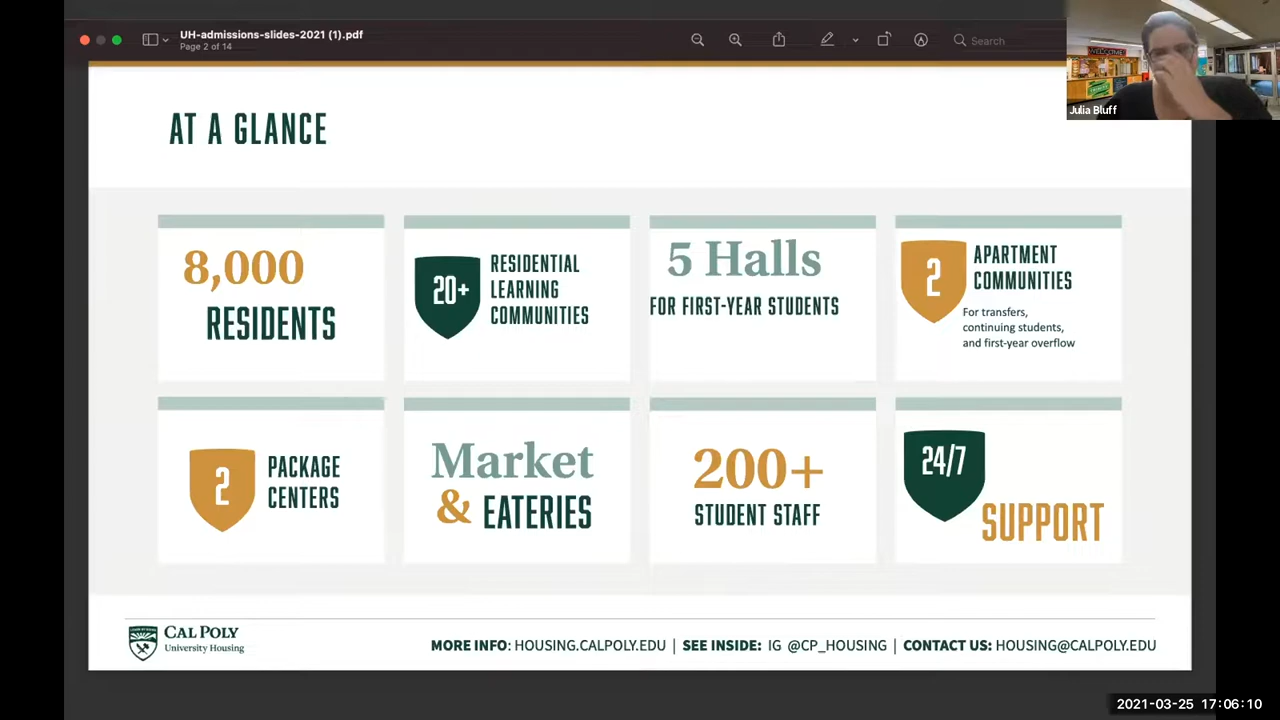 UH-admissions-slides-2021 (1).pdf
Page 2 of 14
Search
WELCOME
Julia Bluff
AT A GLANCE
8,000
RESIDENTS
20+
RESIDENTIAL
LEARNING
COMMUNITIES
5 Halls
FOR FIRST-YEAR STUDENTS
2
APARTMENT
COMMUNITIES
For transfers,
continuing students,
and first-year overflow
2
PACKAGE
CENTERS
Market
& EATERIES
200+
STUDENT STAFF
24/7
SUPPORT
CAL POLY
University Housing
MORE INFO: HOUSING.CALPOLY.EDU | SEE INSIDE: IG @CP_HOUSING | CONTACT US: HOUSING@CALPOLY.EDU
2021-03-25 17:06:10